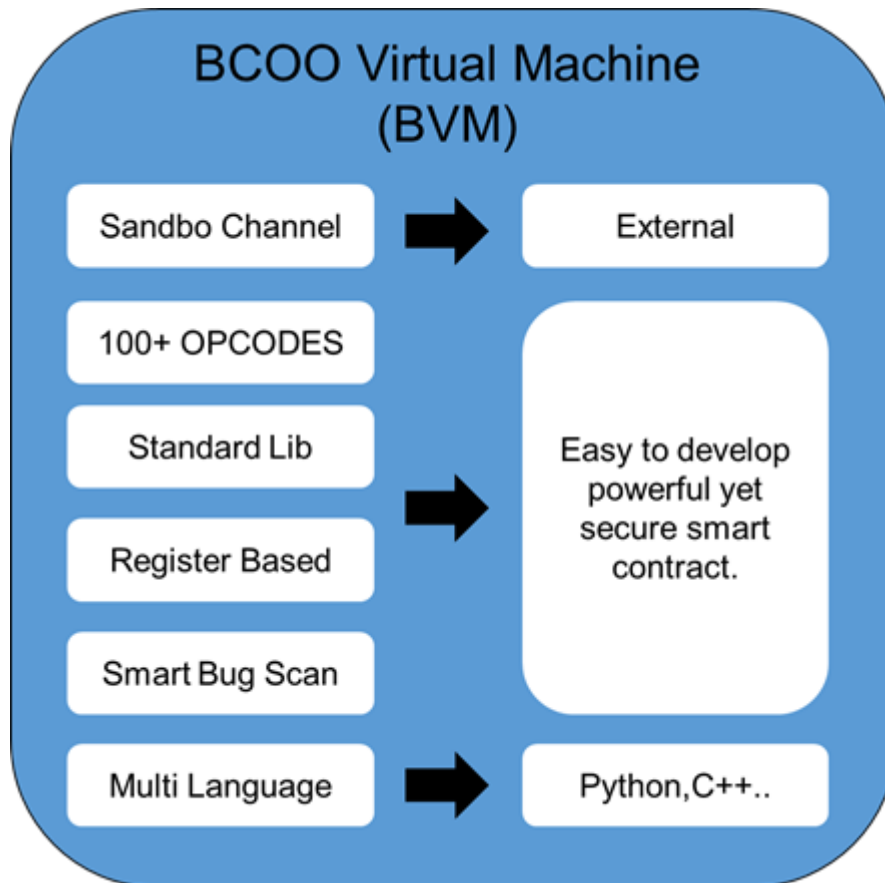 BCOO Virtual Machine
(BVM)
Sandbo Channel
External
100+ OPCODES
Standard Lib
Register Based
Smart Bug Scan
Easy to develop
powerful yet
secure smart
contract.
Multi Language
Python,C++..